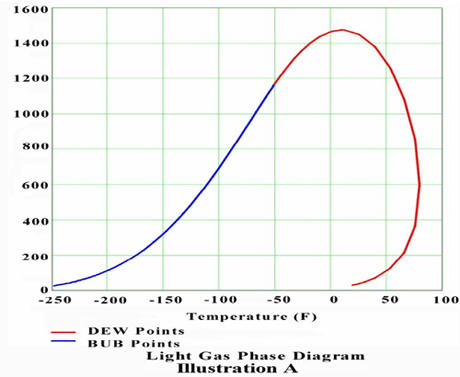 1600
1400
1200
1000
800
600
400
200
0
-250 -200 -150 -100 -50 0 50 100
Temperature (F)
DEW Points
BUB Points
Light Gas Phase Diagram
Illustration A